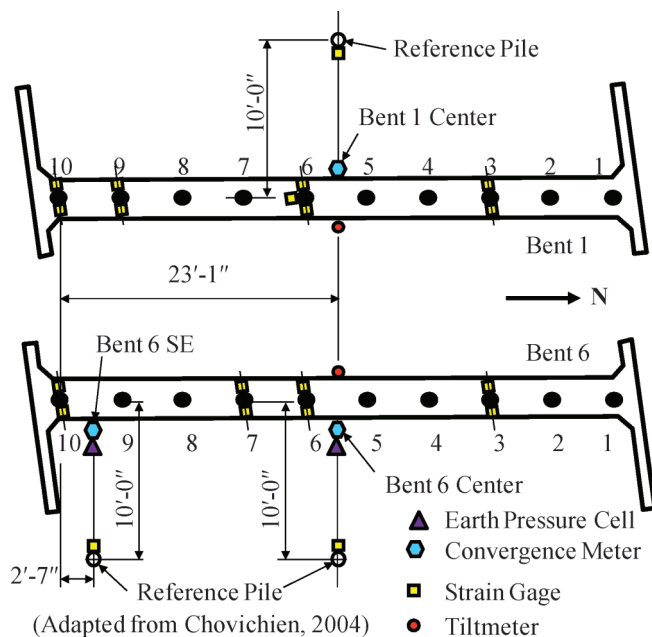 Reference Pile
10'-0"
Bent 1 Center
10 9 8 7 6 5 4 3 2 1
Bent 1
23'-1"
N
Bent 6 SE
Bent 6
10 9 8 7 6 5 4 3 2 1
10'-0"
10'-0"
Bent 6 Center
2'-7"
Earth Pressure Cell
Convergence Meter
Reference Pile
Strain Gage
(Adapted from Chovichien, 2004)
Tiltmeter